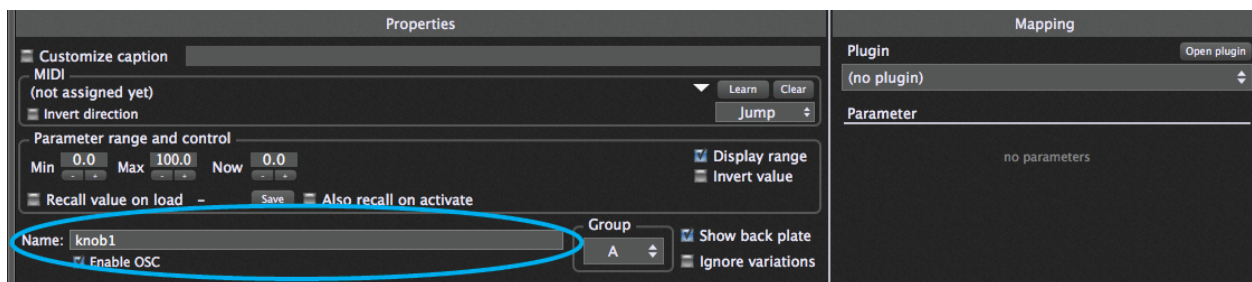 Properties
Customize caption
MIDI
(not assigned yet)
Learn Clear
Invert direction
Jump
Parameter range and control
Min 0.0 Max 100.0 Now 0.0
- + - + - +
Display range
Invert value
Recall value on load – Save Also recall on activate
Name: knob1
Enable OSC
Group
A
Show back plate
Ignore variations
Mapping
Plugin Open plugin
(no plugin)
Parameter
no parameters